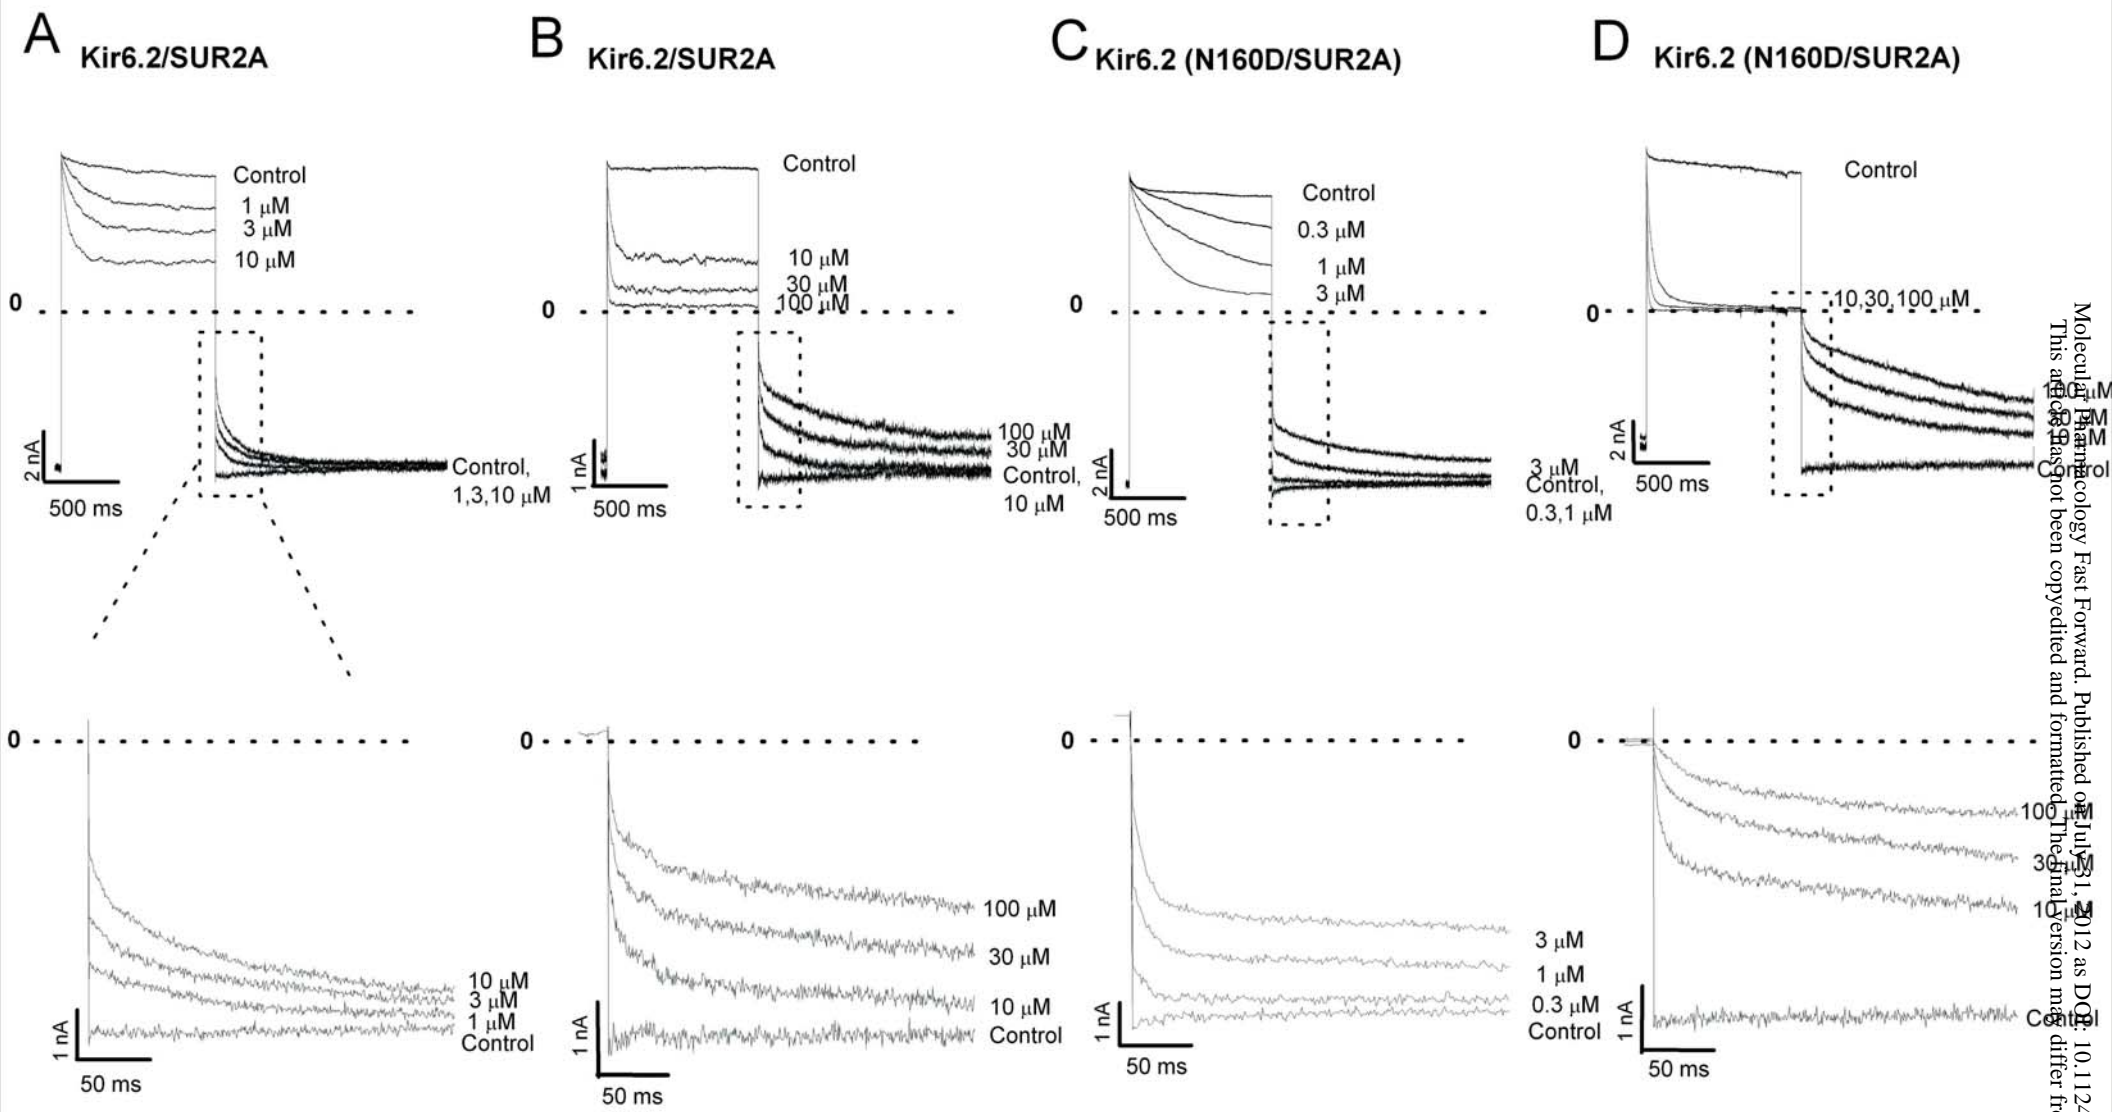 A
Kir6.2/SUR2A
Control
1 μM
3 μM
10 μM
0
2 nA
500 ms
Control,
1,3,10 μM
0
10 μM
3 μM
1 μM
Control
1 nA
50 ms
B
Kir6.2/SUR2A
Control
10 μM
30 μM
100 μM
0
1 nA
500 ms
100 μM
30 μM
Control,
10 μM
0
100 μM
30 μM
10 μM
Control
1 nA
50 ms
C
Kir6.2 (N160D/SUR2A)
Control
0.3 μM
1 μM
3 μM
0
2 nA
500 ms
3 μM
Control,
0.3,1 μM
0
3 μM
1 μM
0.3 μM
Control
1 nA
50 ms
D
Kir6.2 (N160D/SUR2A)
Control
10,30,100 μM
0
2 nA
500 ms
100 μM
30 μM
10 μM
Control
0
100 μM
30 μM
10 μM
Control
1 nA
50 ms
Molecular Pharmacology Fast Forward. Published on July 31, 2012 as DOI: 10.1124
This article has not been copyedited and formatted. The final version may differ fr